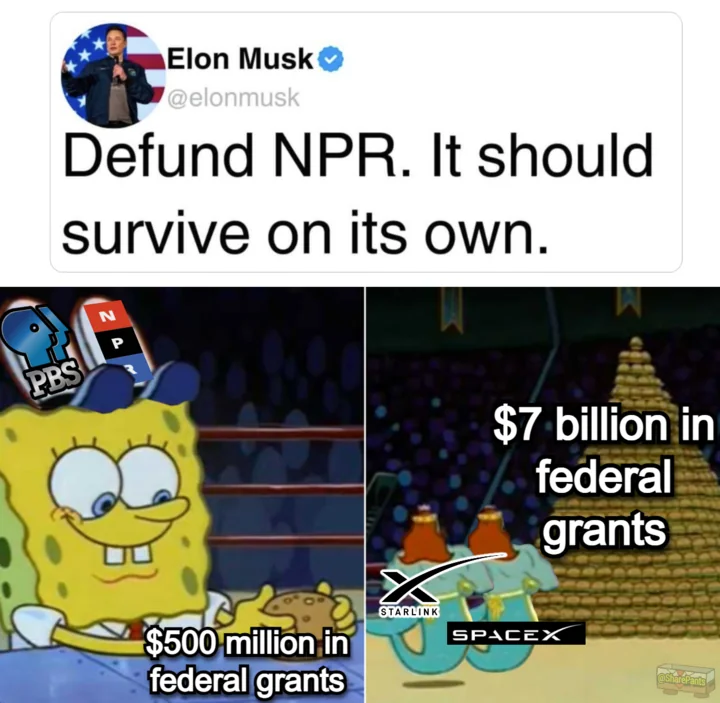 Elon Musk
@elonmusk
Defund NPR. It should
survive on its own.
PBS
N
P
R
$500 million in
federal grants
$7 billion in
federal
grants
STARLINK
SPACEX
@SharePants